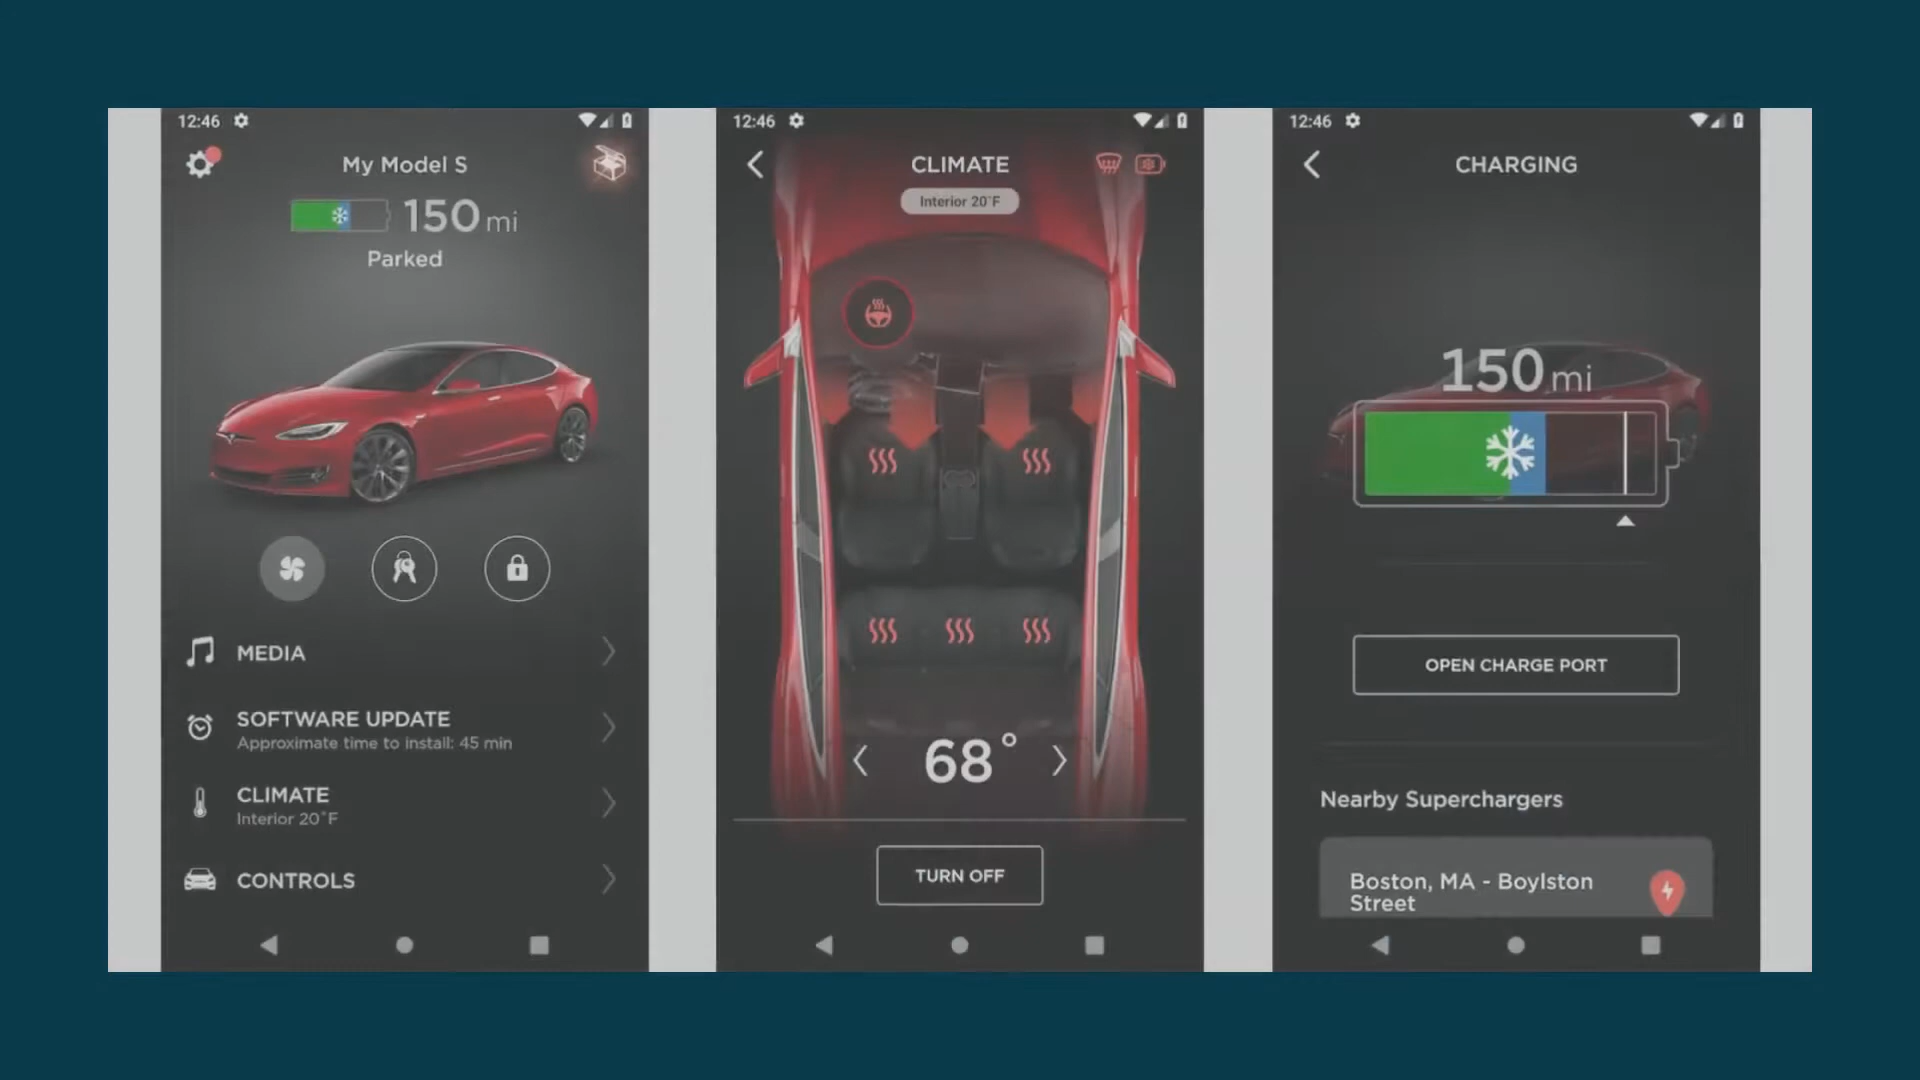 12:46
My Model S
150 mi
Parked
MEDIA
SOFTWARE UPDATE
Approximate time to install: 45 min
CLIMATE
Interior 20°F
CONTROLS
12:46
CLIMATE
Interior 20°F
68°
TURN OFF
12:46
CHARGING
150 mi
OPEN CHARGE PORT
Nearby Superchargers
Boston, MA - Boylston
Street